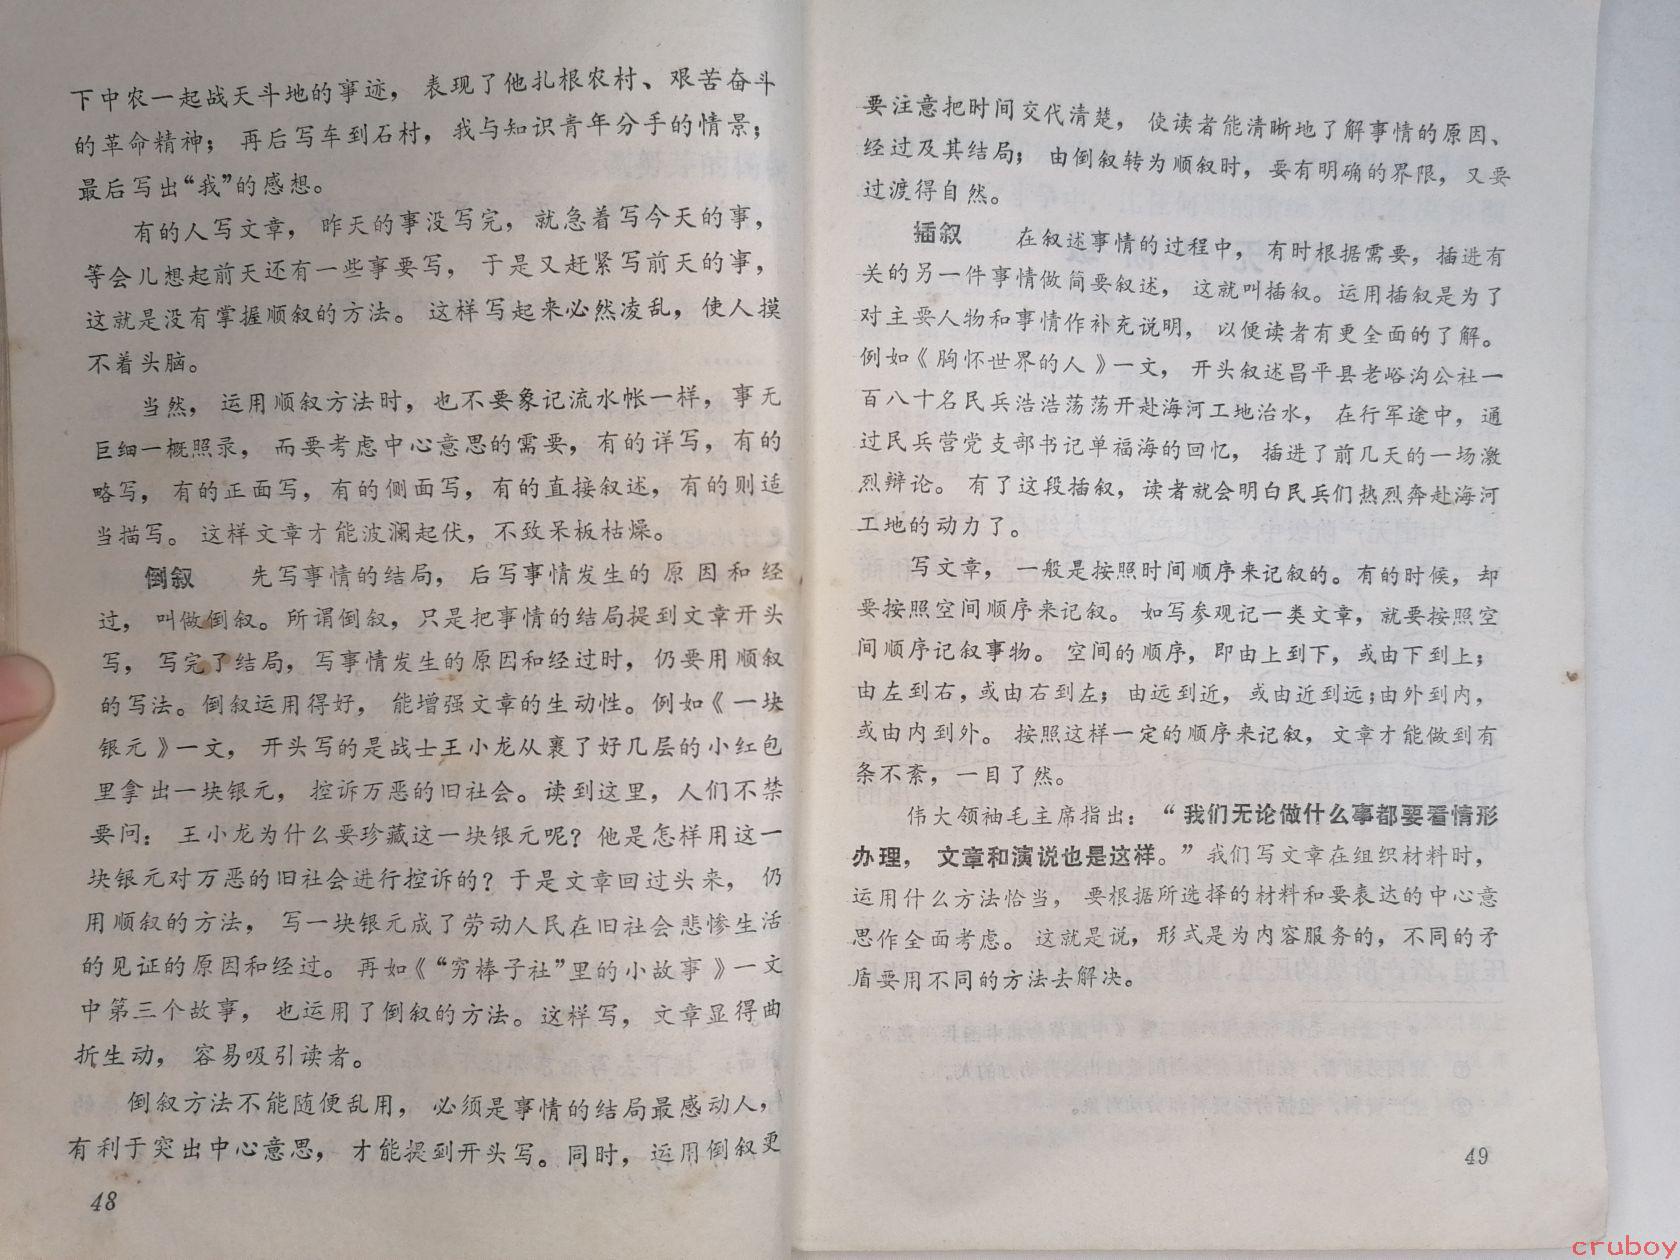 下中农一起战天斗地的事迹，表现了他扎根农村、艰苦奋斗
的革命精神；再后写车到石村，我与知识青年分手的情景；
最后写出“我”的感想。
有的人写文章，昨天的事没写完，就急着写今天的事，
等会儿想起前天还有一些事要写，于是又赶紧写前天的事，
这就是没有掌握顺叙的方法。这样写起来必然凌乱，使人摸
不着头脑。
当然，运用顺叙方法时，也不要象记流水帐一样，事无
巨细一概照录，而要考虑中心意思的需要，有的详写，有的
略写，有的正面写，有的侧面写，有的直接叙述，有的则适
当描写。这样文章才能波澜起伏，不致呆板枯燥。
倒叙 先写事情的结局，后写事情发生的原因和经
过，叫做倒叙。所谓倒叙，只是把事情的结局提到文章开头
写，写完了结局，写事情发生的原因和经过时，仍要用顺叙
的写法。倒叙运用得好，能增强文章的生动性。例如《一块
银元》一文，开头写的是战士王小龙从裹了好几层的小红包
里拿出一块银元，控诉万恶的旧社会。读到这里，人们不禁
要问：王小龙为什么要珍藏这一块银元呢？他是怎样用这一
块银元对万恶的旧社会进行控诉的？于是文章回过头来，仍
用顺叙的方法，写一块银元成了劳动人民在旧社会悲惨生活
的见证的原因和经过。再如《“穷棒子社”里的小故事》一文
中第三个故事，也运用了倒叙的方法。这样写，文章显得曲
折生动，容易吸引读者。
倒叙方法不能随便乱用，必须是事情的结局最感动人，
有利于突出中心意思，才能提到开头写。同时，运用倒叙更
48
要注意把时间交代清楚，使读者能清晰地了解事情的原因、
经过及其结局；由倒叙转为顺叙时，要有明确的界限，又要
过渡得自然。
插叙 在叙述事情的过程中，有时根据需要，插进有
关的另一件事情做简要叙述，这就叫插叙。运用插叙是为了
对主要人物和事情作补充说明，以便读者有更全面的了解。
例如《胸怀世界的人》一文，开头叙述昌平县老峪沟公社一
百八十名民兵浩浩荡荡开赴海河工地治水，在行军途中，通
过民兵营党支部书记单福海的回忆，插进了前几天的一场激
烈辩论。有了这段插叙，读者就会明白民兵们热烈奔赴海河
工地的动力了。
写文章，一般是按照时间顺序来记叙的。有的时候，却
要按照空间顺序来记叙。如写参观记一类文章，就要按照空
间顺序记叙事物。空间的顺序，即由上到下，或由下到上；
由左到右，或由右到左；由远到近，或由近到远；由外到内，
或由内到外。按照这样一定的顺序来记叙，文章才能做到有
条不紊，一目了然。
伟大领袖毛主席指出：“我们无论做什么事都要看情形
办理，文章和演说也是这样。”我们写文章在组织材料时，
运用什么方法恰当，要根据所选择的材料和要表达的中心意
思作全面考虑。这就是说，形式是为内容服务的，不同的矛
盾要用不同的方法去解决。
49
cruboy